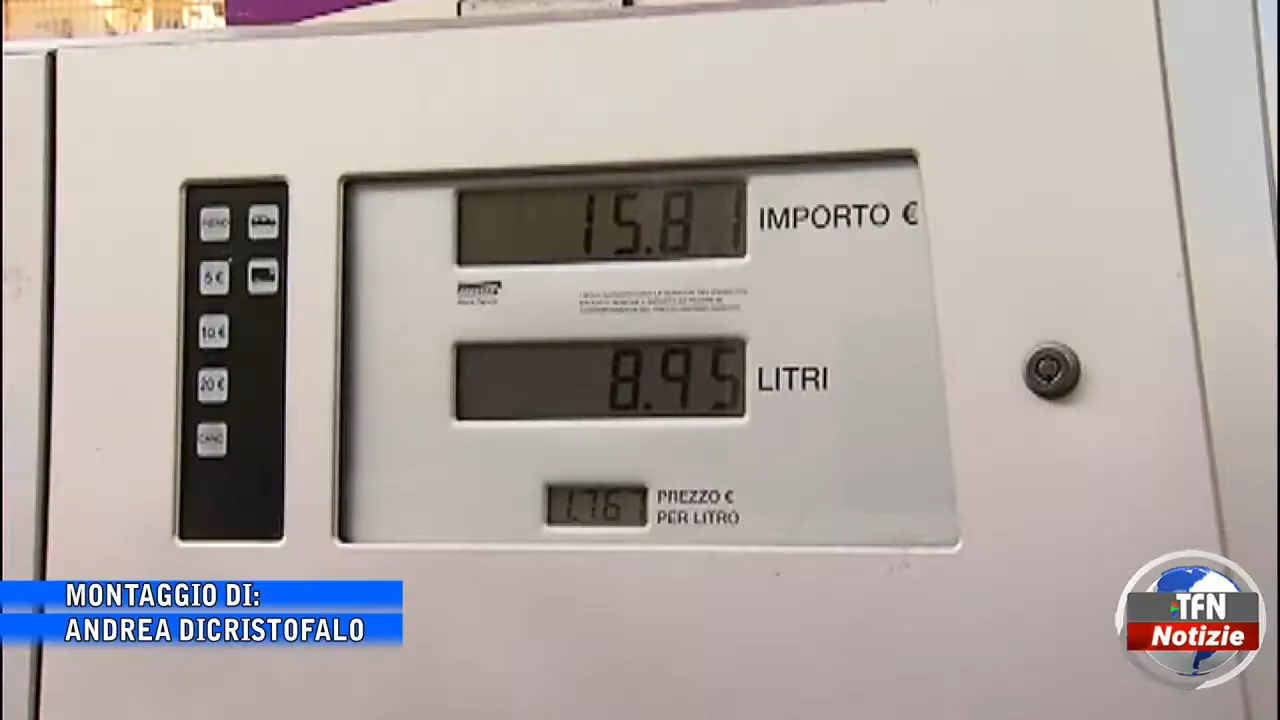 15.81 IMPORTO €
5 €
10 €
20 €
8.95 LITRI
1.767 PREZZO €
PER LITRO
MONTAGGIO DI:
ANDREA DICRISTOFALO
TFN
Notizie